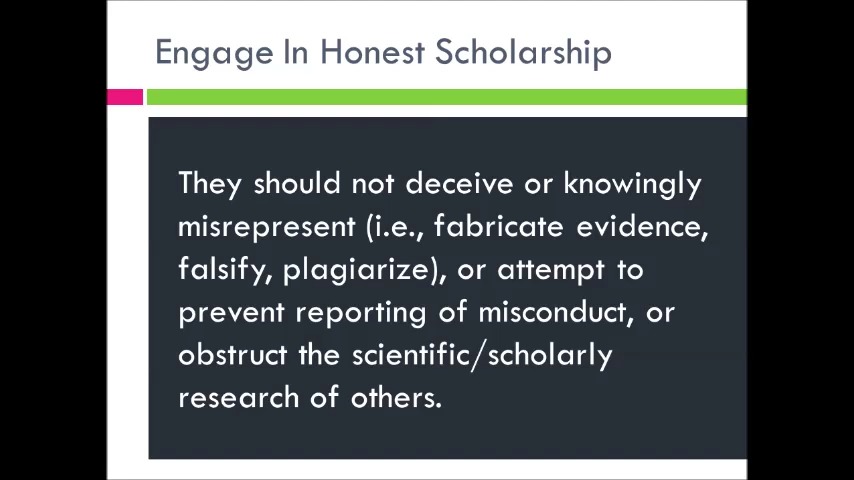 Engage In Honest Scholarship
They should not deceive or knowingly
misrepresent (i.e., fabricate evidence,
falsify, plagiarize), or attempt to
prevent reporting of misconduct, or
obstruct the scientific/scholarly
research of others.